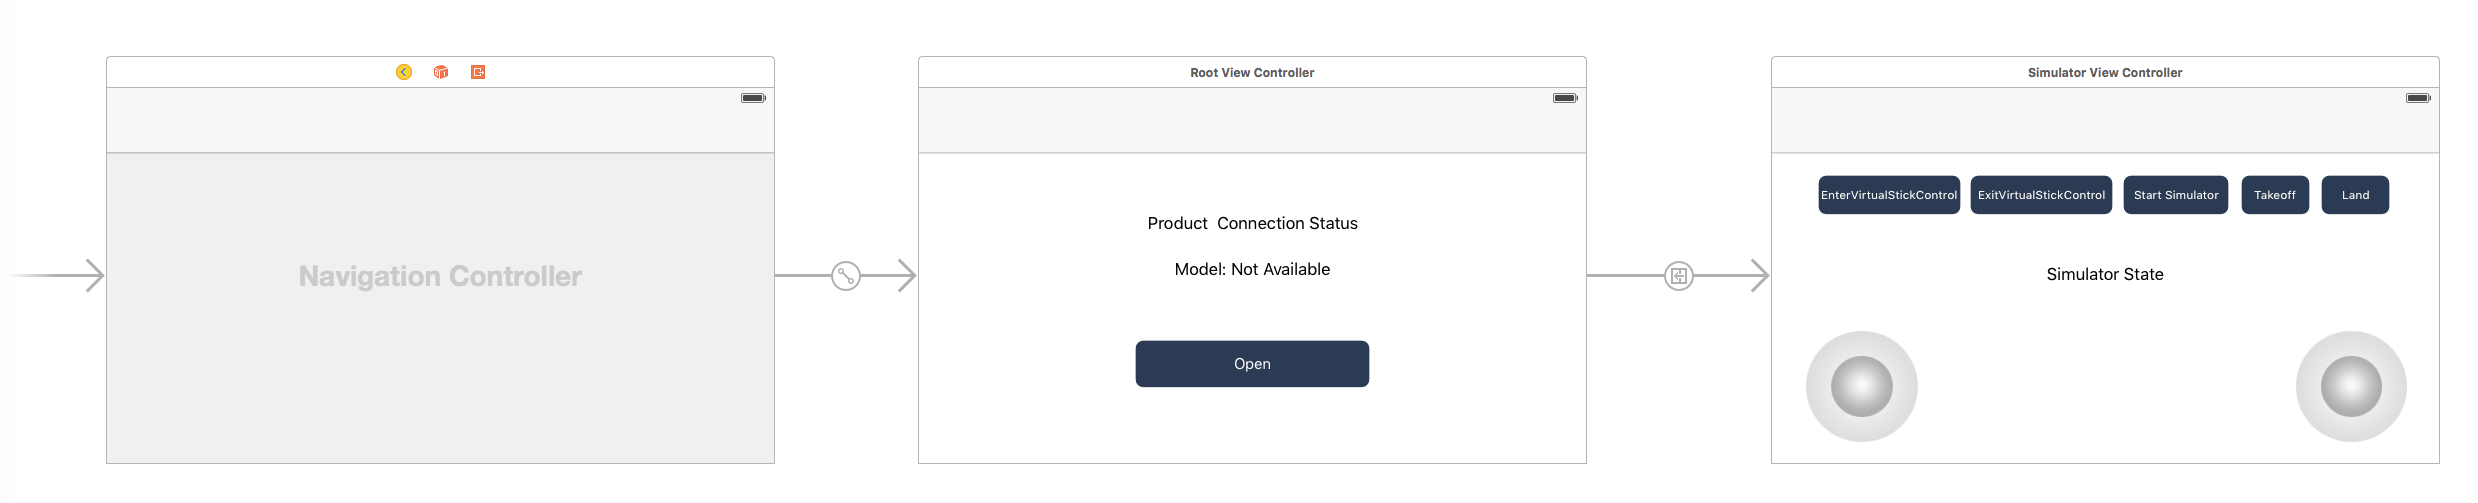 Navigation Controller
Root View Controller
Product  Connection Status
Model: Not Available
Open
Simulator View Controller
EnterVirtualStickControl ExitVirtualStickControl Start Simulator Takeoff Land
Simulator State